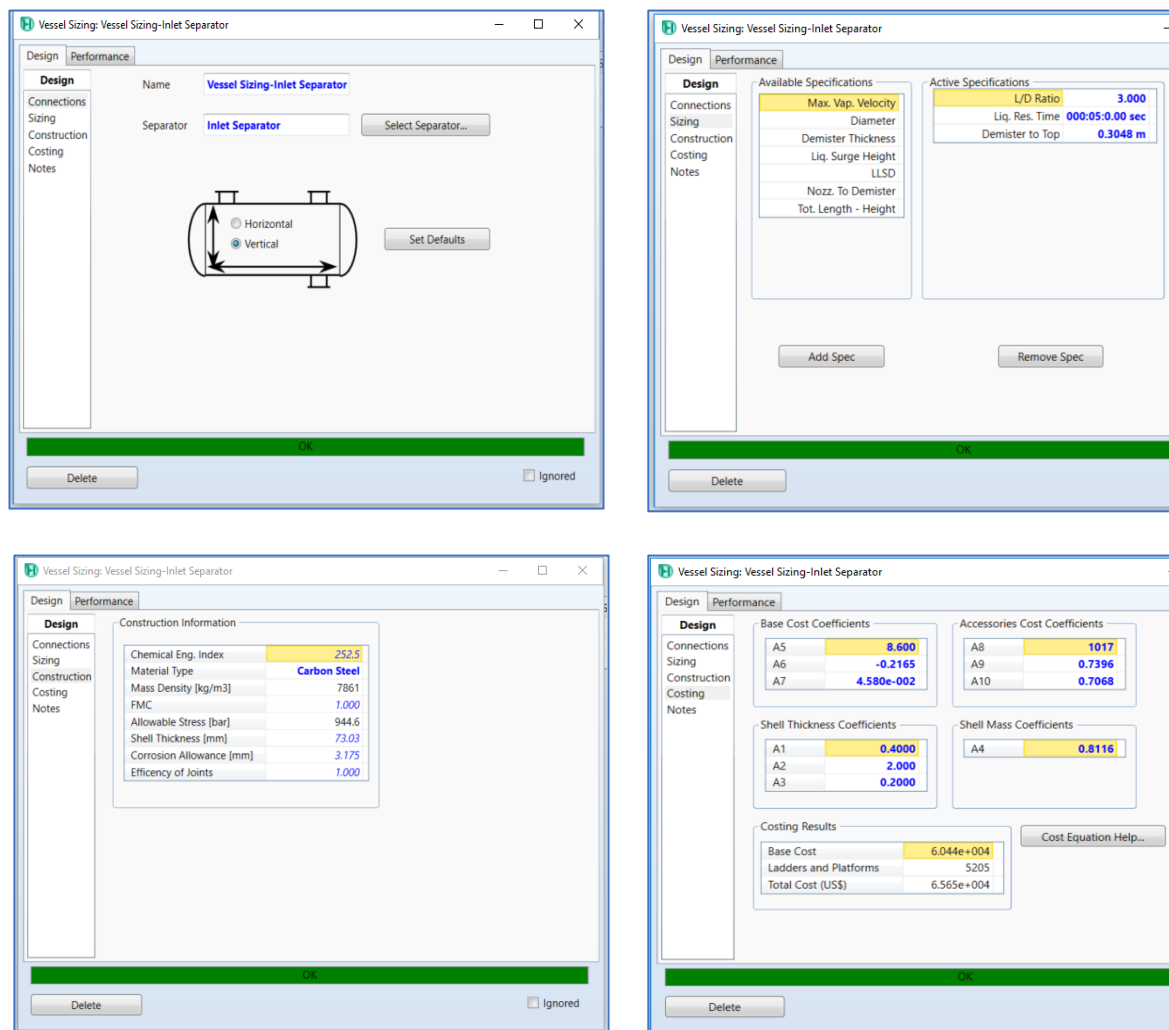 Vessel Sizing: Vessel Sizing-Inlet Separator
Design Performance
Design
Connections
Sizing
Construction
Costing
Notes
Name Vessel Sizing-Inlet Separator
Separator Inlet Separator Select Separator...
Horizontal
Vertical
Set Defaults
OK
Delete
Ignored
Vessel Sizing: Vessel Sizing-Inlet Separator
Design Performance
Design
Connections
Sizing
Construction
Costing
Notes
Available Specifications
Max. Vap. Velocity
Diameter
Demister Thickness
Liq. Surge Height
LLSD
Nozz. To Demister
Tot. Length - Height
Active Specifications
L/D Ratio 3.000
Liq. Res. Time 000:05:0.00 sec
Demister to Top 0.3048 m
Add Spec
Remove Spec
OK
Delete
Vessel Sizing: Vessel Sizing-Inlet Separator
Design Performance
Design
Connections
Sizing
Construction
Costing
Notes
Construction Information
Chemical Eng. Index 252.5
Material Type Carbon Steel
Mass Density [kg/m3] 7861
FMC 1.000
Allowable Stress [bar] 944.6
Shell Thickness [mm] 73.03
Corrosion Allowance [mm] 3.175
Efficency of Joints 1.000
OK
Delete
Ignored
Vessel Sizing: Vessel Sizing-Inlet Separator
Design Performance
Design
Connections
Sizing
Construction
Costing
Notes
Base Cost Coefficients
A5 8.600
A6 -0.2165
A7 4.580e-002
Accessories Cost Coefficients
A8 1017
A9 0.7396
A10 0.7068
Shell Thickness Coefficients
A1 0.4000
A2 2.000
A3 0.2000
Shell Mass Coefficients
A4 0.8116
Costing Results
Base Cost 6.044e+004
Ladders and Platforms 5205
Total Cost (US$) 6.565e+004
Cost Equation Help...
OK
Delete